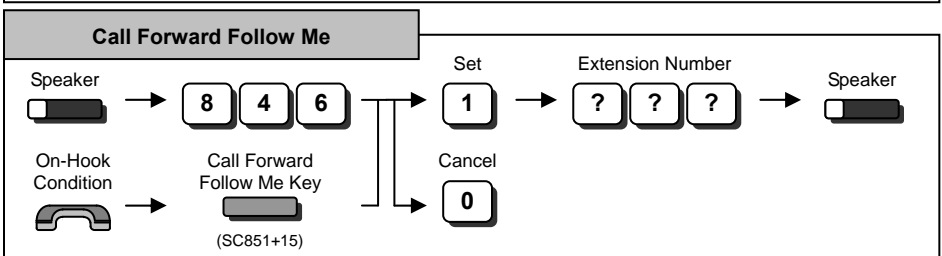 Call Forward Follow Me
Speaker
8 4 6
Set
1
Extension Number
? ? ?
Speaker
On-Hook
Condition
Call Forward
Follow Me Key
(SC851+15)
Cancel
0